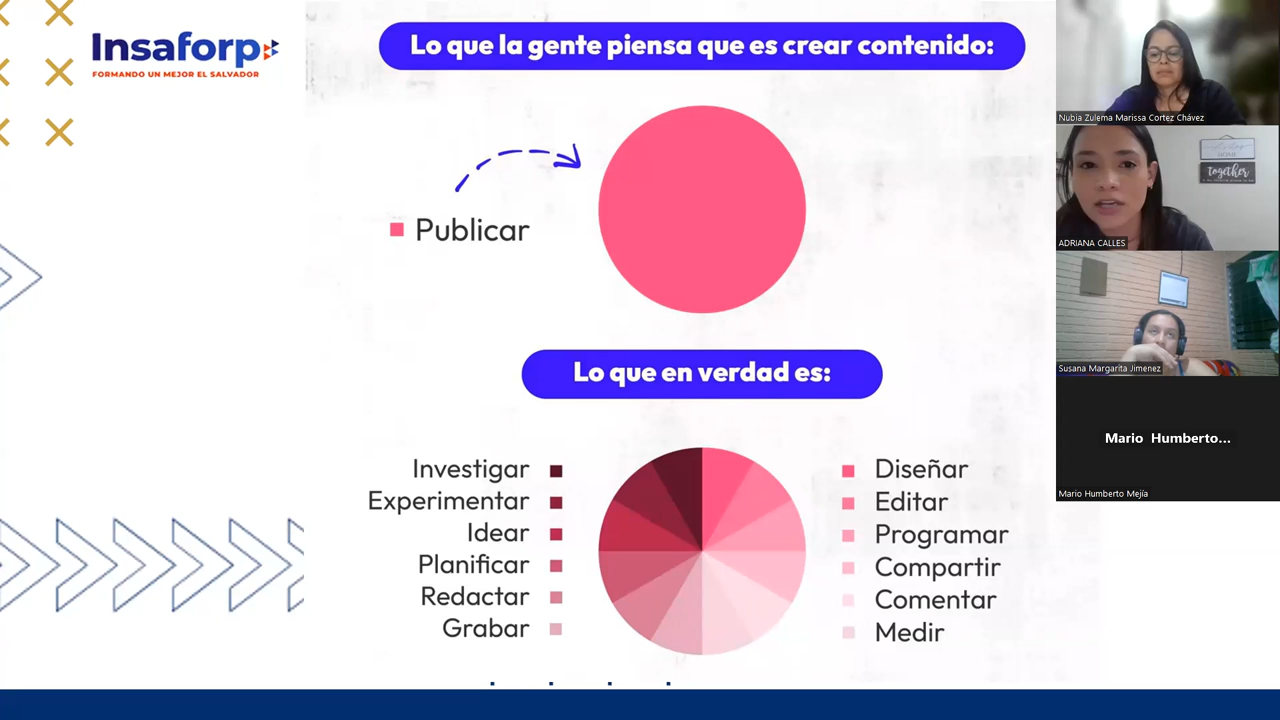 Insaforp
FORMANDO UN MEJOR EL SALVADOR
Lo que la gente piensa que es crear contenido:
Publicar
Lo que en verdad es:
Investigar
Experimentar
Idear
Planificar
Redactar
Grabar
Diseñar
Editar
Programar
Compartir
Comentar
Medir
Nubia Zulema Marissa Cortez Chávez
HOME
together
ADRIANA CALLES
Susana Margarita Jimenez
Mario Humberto...
Mario Humberto Mejía